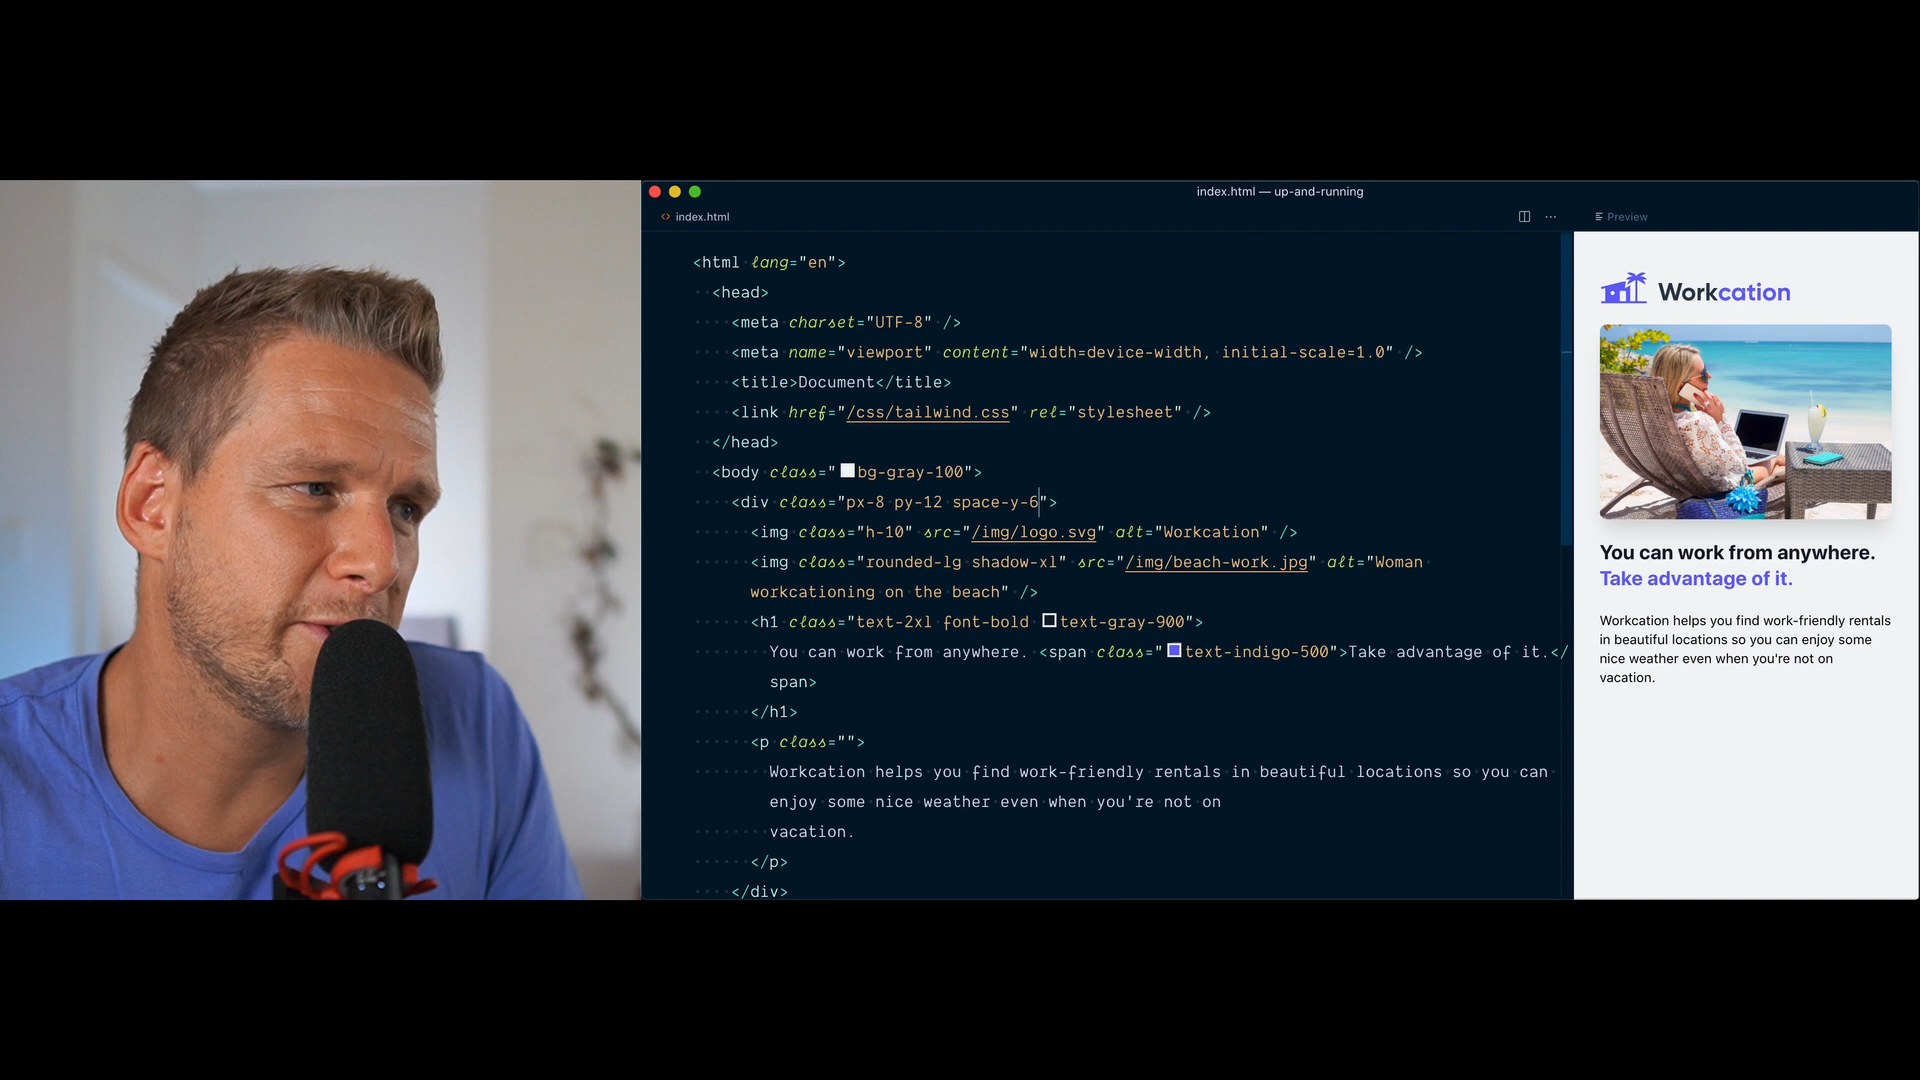 index.html — up-and-running
index.html
Preview
<html lang="en">
<head>
<meta charset="UTF-8" />
<meta name="viewport" content="width=device-width, initial-scale=1.0" />
<title>Document</title>
<link href="/css/tailwind.css" rel="stylesheet" />
</head>
<body class="bg-gray-100">
<div class="px-8 py-12 space-y-6">
<img class="h-10" src="/img/logo.svg" alt="Workcation" />
<img class="rounded-lg shadow-xl" src="/img/beach-work.jpg" alt="Woman
workcationing on the beach" />
<h1 class="text-2xl font-bold text-gray-900">
You can work from anywhere. <span class="text-indigo-500">Take advantage of it.</
span>
</h1>
<p class="">
Workcation helps you find work-friendly rentals in beautiful locations so you can
enjoy some nice weather even when you're not on
vacation.
</p>
</div>
Workcation
You can work from anywhere.
Take advantage of it.
Workcation helps you find work-friendly rentals
in beautiful locations so you can enjoy some
nice weather even when you're not on
vacation.